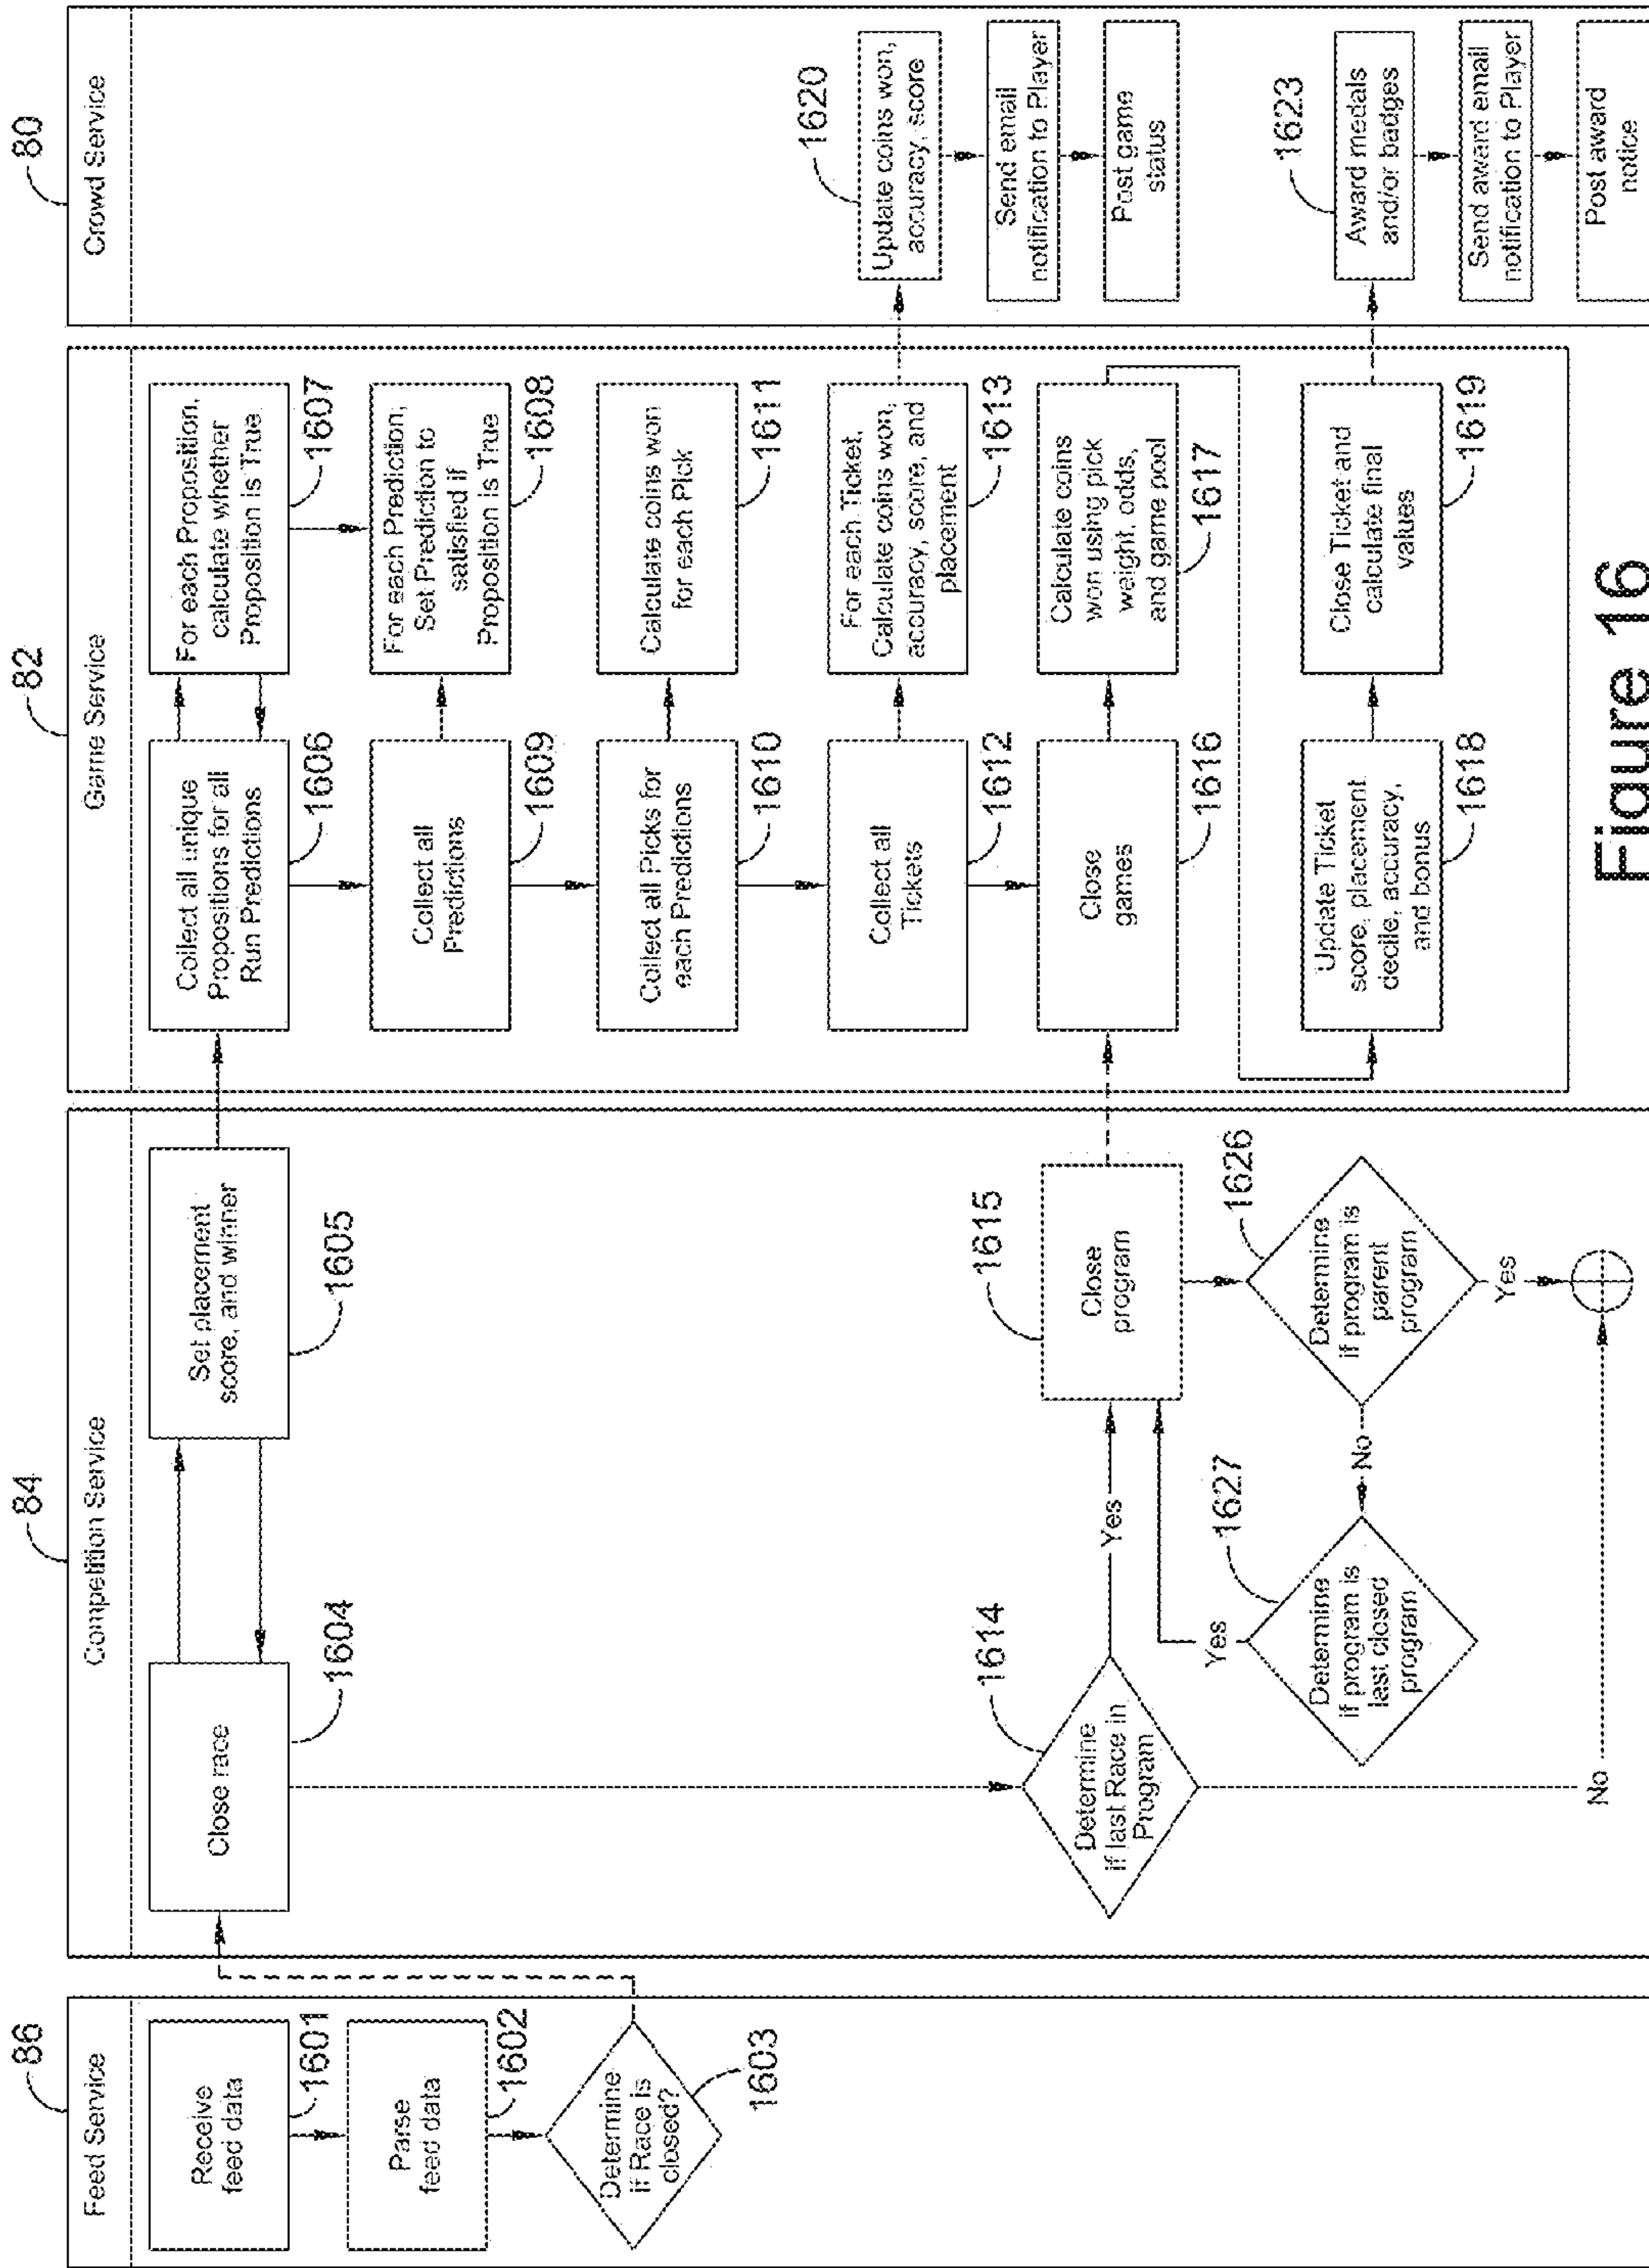 86
Feed Service
Receive
feed data
1601
Parse
feed data
1602
Determine
if Race is
closed?
1603
84
Competition Service
Close race
1604
Set placement
score, and winner
1605
Determine
if last Race in
Program
1614
Yes
No
Close
program
1615
Determine
if program is
parent
program
1626
Yes
No
Determine
if program is
last closed
program
1627
Yes
82
Game Service
Collect all unique
Propositions for all
Run Predictions
1606
For each Proposition,
calculate whether
Proposition is True
1607
Collect all
Predictions
1609
For each Prediction,
Set Prediction to
satisfied if
Proposition is True
1608
Collect all Picks for
each Predictions
1610
Calculate coins won
for each Pick
1611
Collect all
Tickets
1612
For each Ticket,
Calculate coins won,
accuracy, score, and
placement
1613
Close
games
1616
Calculate coins
won using pick
weight, odds,
and game pool
1617
Update Ticket
score, placement
decile, accuracy,
and bonus
1618
Close Ticket and
calculate final
values
1619
80
Crowd Service
Update coins won,
accuracy, score
1620
Send email
notification to Player
Post game
status
Award medals
and/or badges
1623
Send award email
notification to Player
Post award
notice
Figure 16